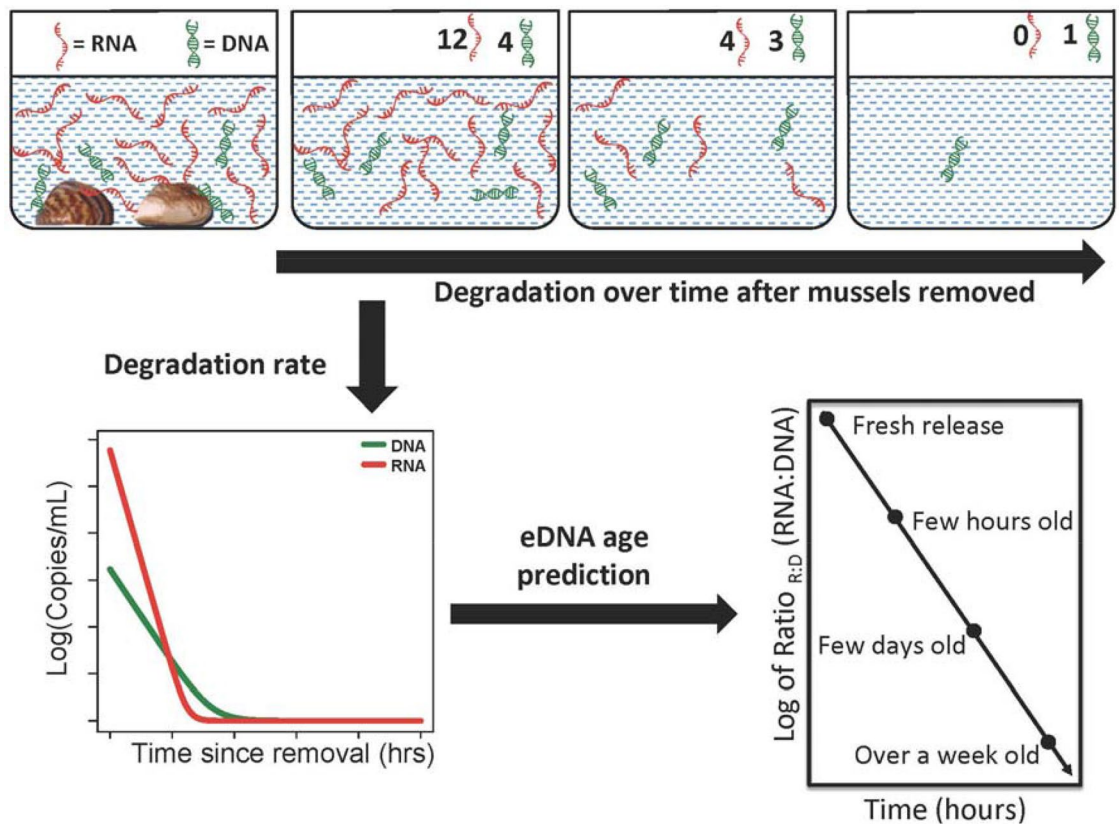 = RNA = DNA
12 4
4 3
0 1
Degradation over time after mussels removed
Degradation rate
DNA
RNA
Log(Copies/mL)
Time since removal (hrs)
eDNA age
prediction
Log of Ratio R:D (RNA:DNA)
Fresh release
Few hours old
Few days old
Over a week old
Time (hours)